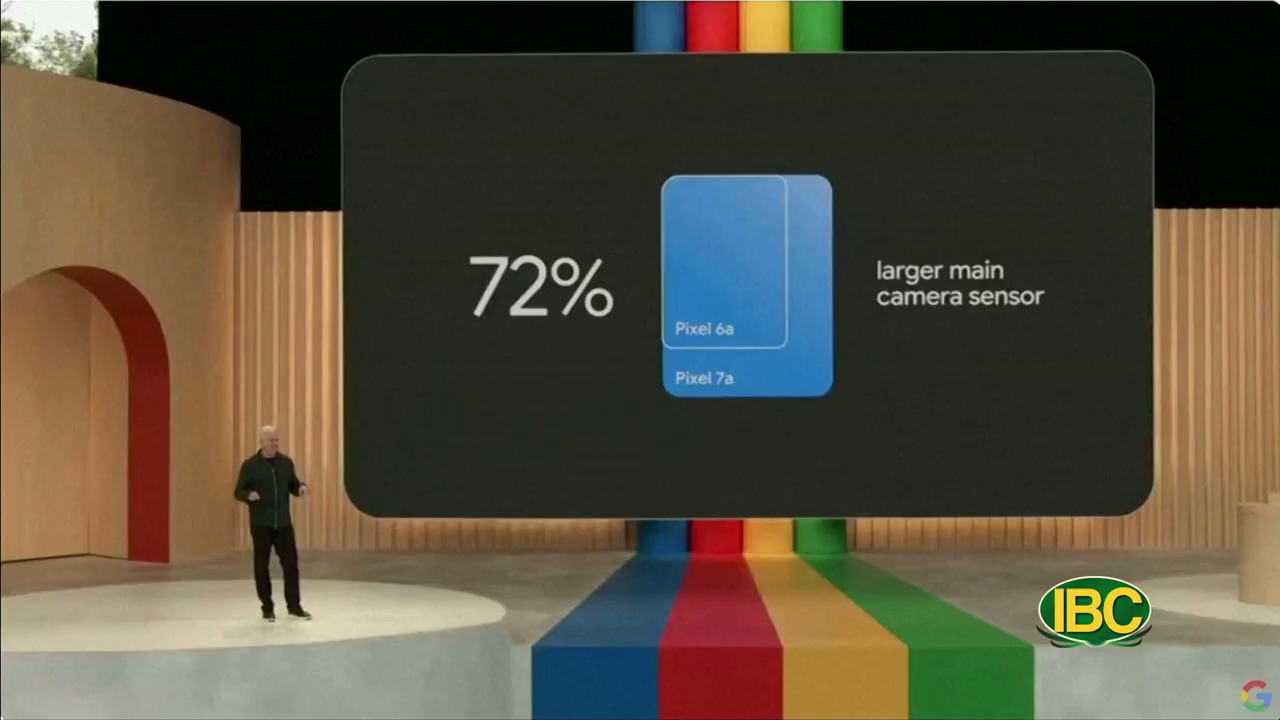 72%
larger main
camera sensor
Pixel 6a
Pixel 7a
IBC
G